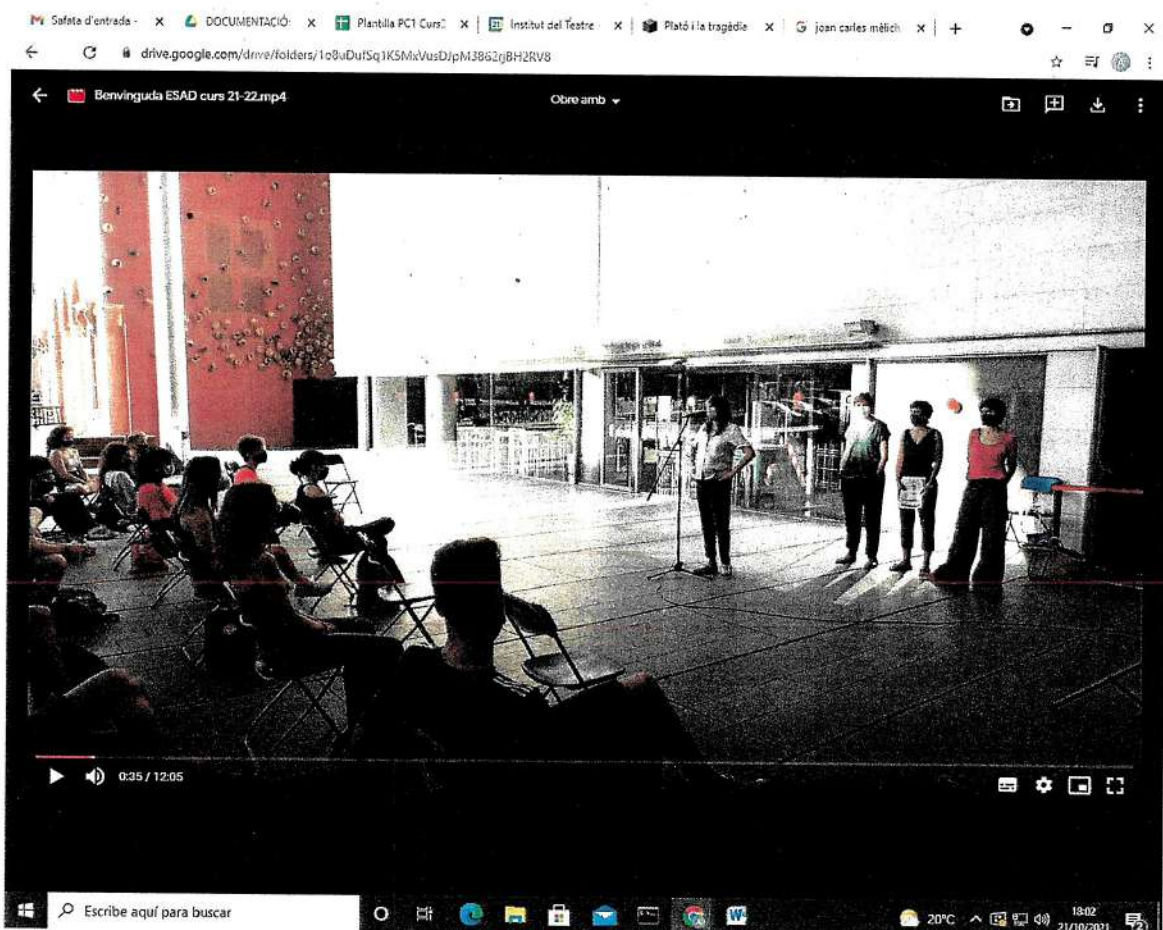 Safata d'entrada -
DOCUMENTACIÓ
Plantilla PC1 Curs
Institut del Teatre
Plató i la tragèdia
joan carles mèlich
drive.google.com/drive/folders/
Benvinguda ESAD curs 21-22.mp4
Obre amb
0:35 / 12:05
Escribe aquí para buscar
20°C
18:02
21/10/2021